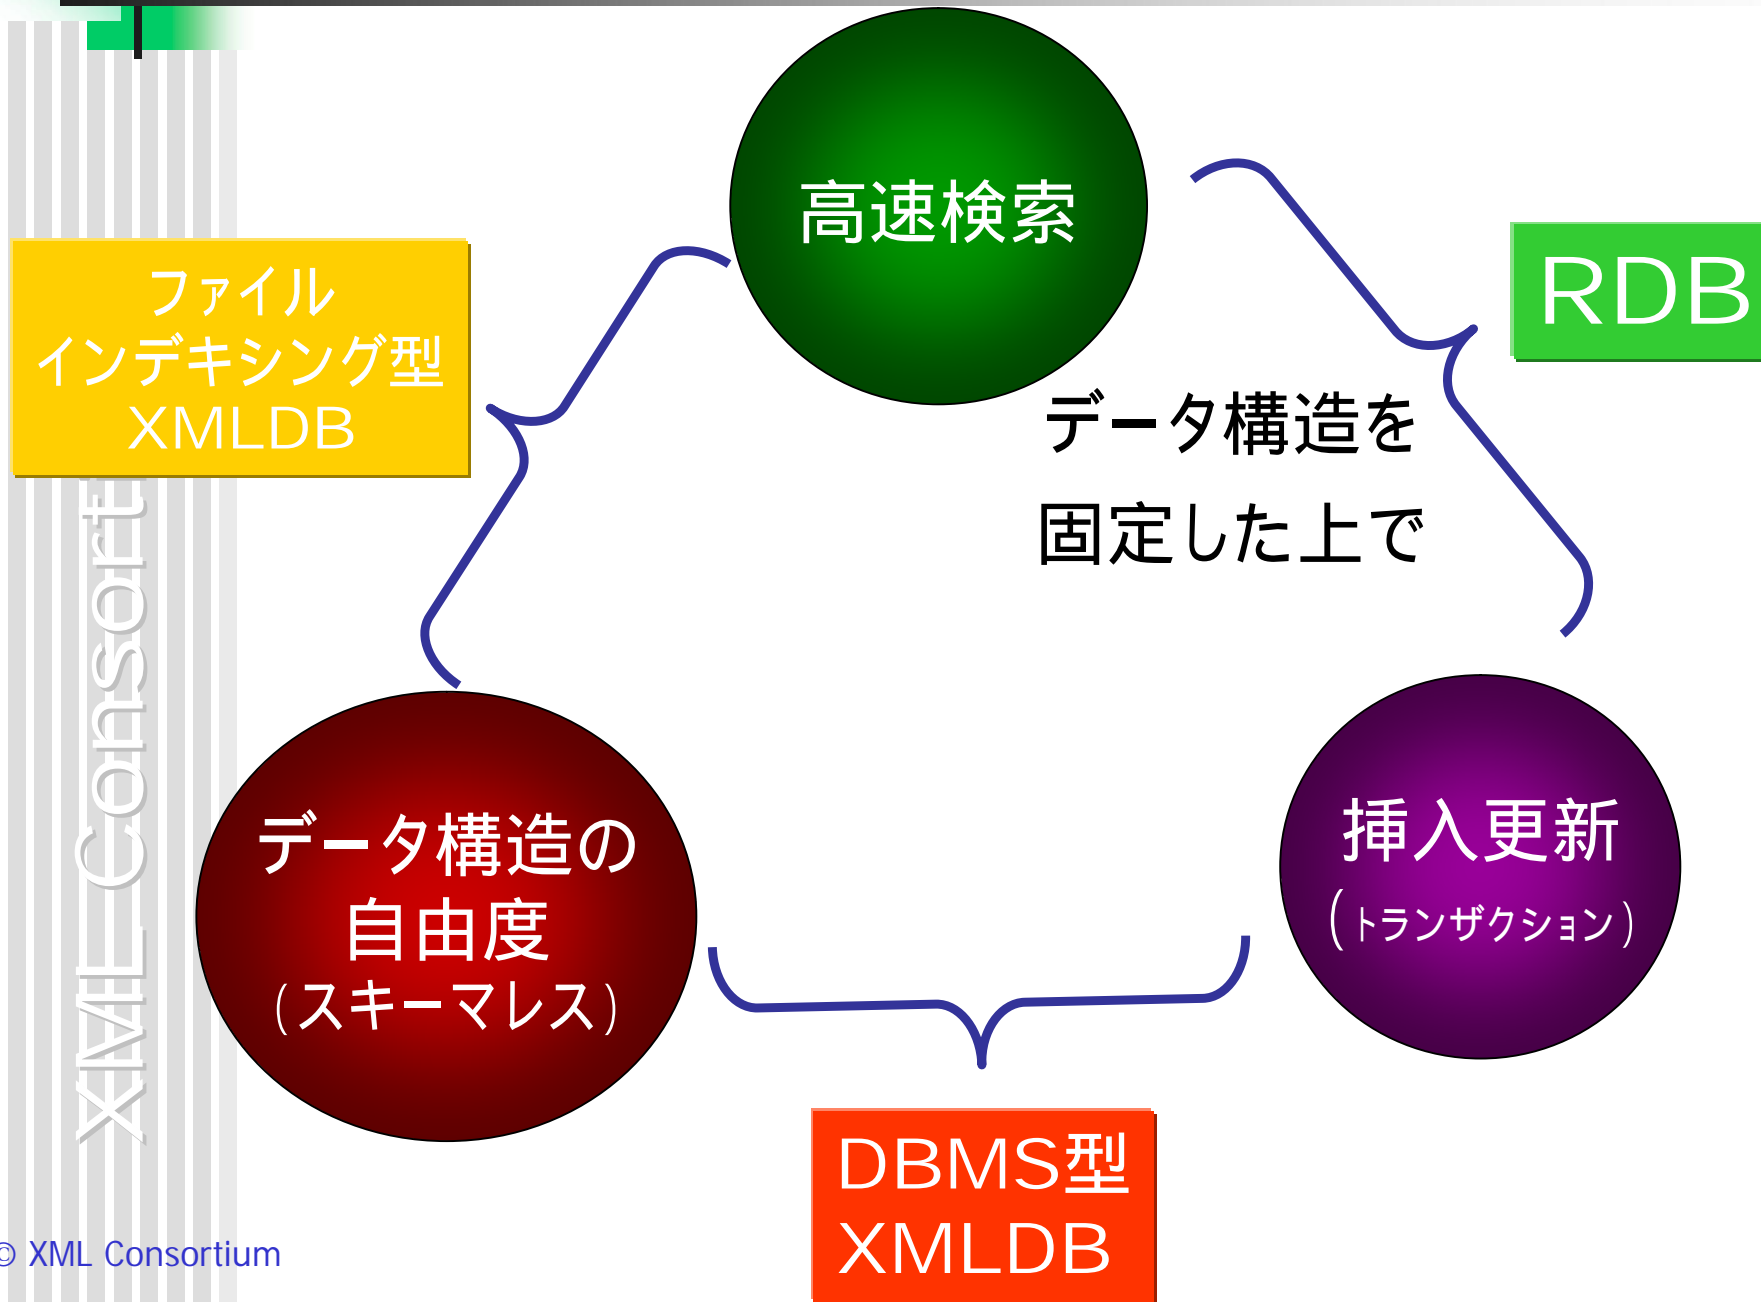 高速検索
RDB
ファイル
インデキシング型
XMLDB
データ構造を
固定した上で
データ構造の
自由度
(スキーマレス)
挿入更新
(トランザクション)
DBMS型
XMLDB
XML Consorti
© XML Consortium